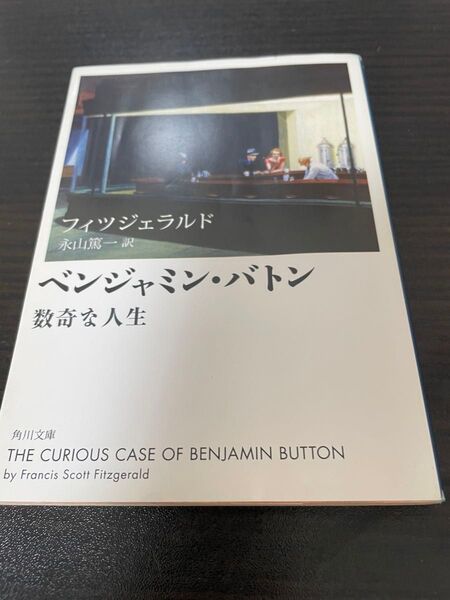 フィツジェラルド
永山篤一 訳
ベンジャミン・バトン
数奇な人生
角川文庫
THE CURIOUS CASE OF BENJAMIN BUTTON
by Francis Scott Fitzgerald